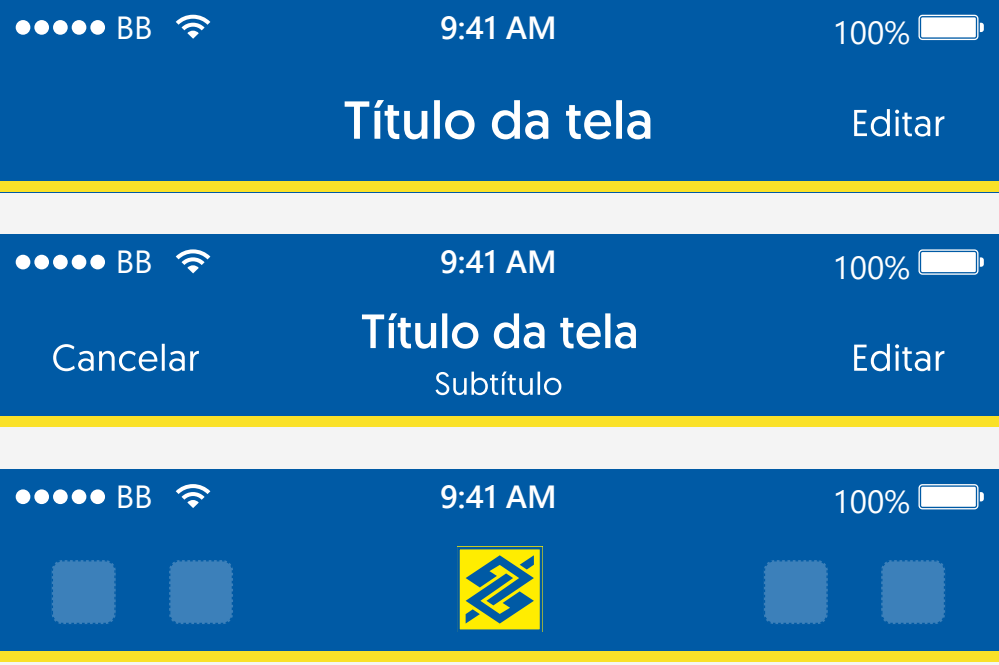 BB 9:41 AM 100%
Título da tela Editar
BB 9:41 AM 100%
Cancelar Título da tela Editar
Subtítulo
BB 9:41 AM 100%